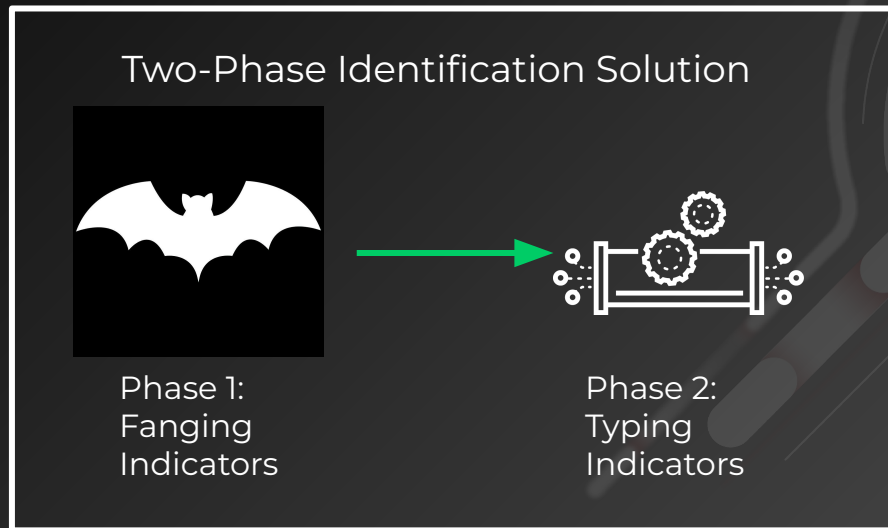 Two-Phase Identification Solution
Phase 1:
Fanging
Indicators
Phase 2:
Typing
Indicators